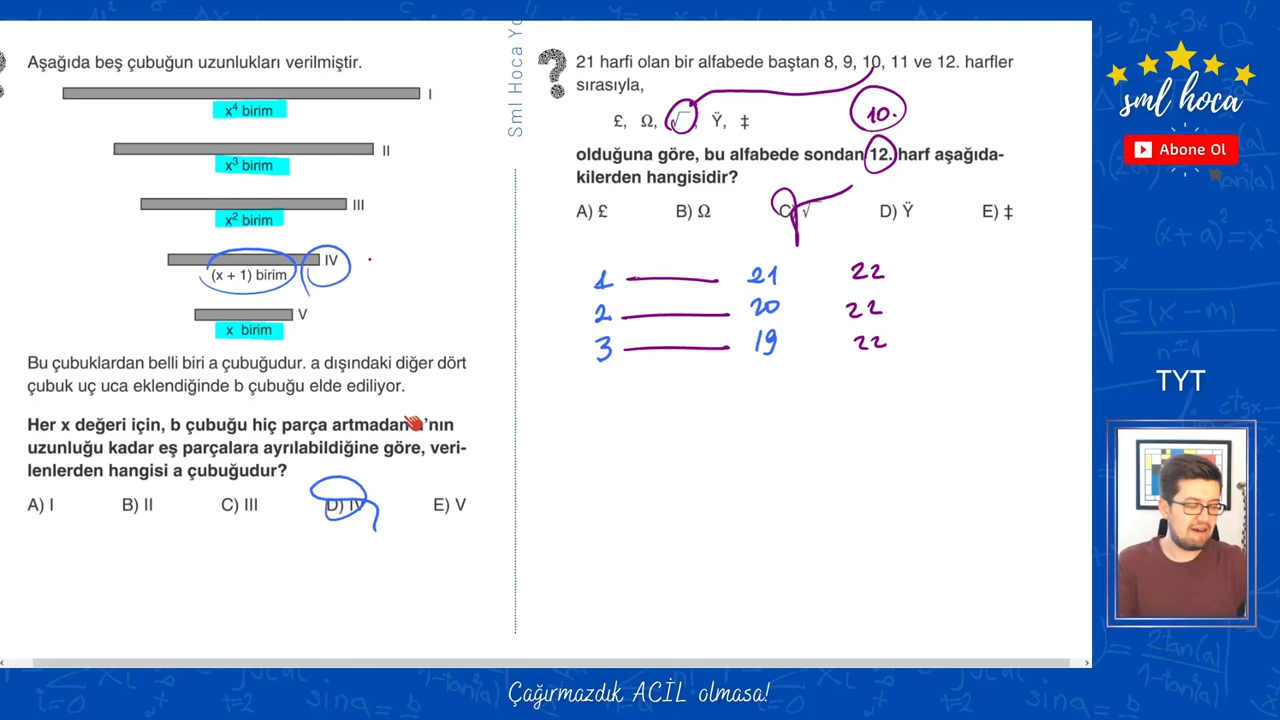 Aşağıda beş çubuğun uzunlukları verilmiştir.
I
x⁴ birim
II
x³ birim
III
x² birim
IV
(x + 1) birim
V
x birim
Bu çubuklardan belli biri a çubuğudur. a dışındaki diğer dört
çubuk uç uca eklendiğinde b çubuğu elde ediliyor.
Her x değeri için, b çubuğu hiç parça artmadan 'nın
uzunluğu kadar eş parçalara ayrılabildiğine göre, veri-
lenlerden hangisi a çubuğudur?
A) I B) II C) III D) IV E) V
Sml Hoca
21 harfi olan bir alfabede baştan 8, 9, 10, 11 ve 12. harfler
sırasıyla,
£, Ω, √, Ÿ, ‡
10.
olduğuna göre, bu alfabede sondan 12. harf aşağıda-
kilerden hangisidir?
A) £ B) Ω C) √ D) Ÿ E) ‡
1 21 22
2 20 22
3 19 22
sml hoca
Abone Ol
TYT
Çağırmazdık ACİL olmasa!